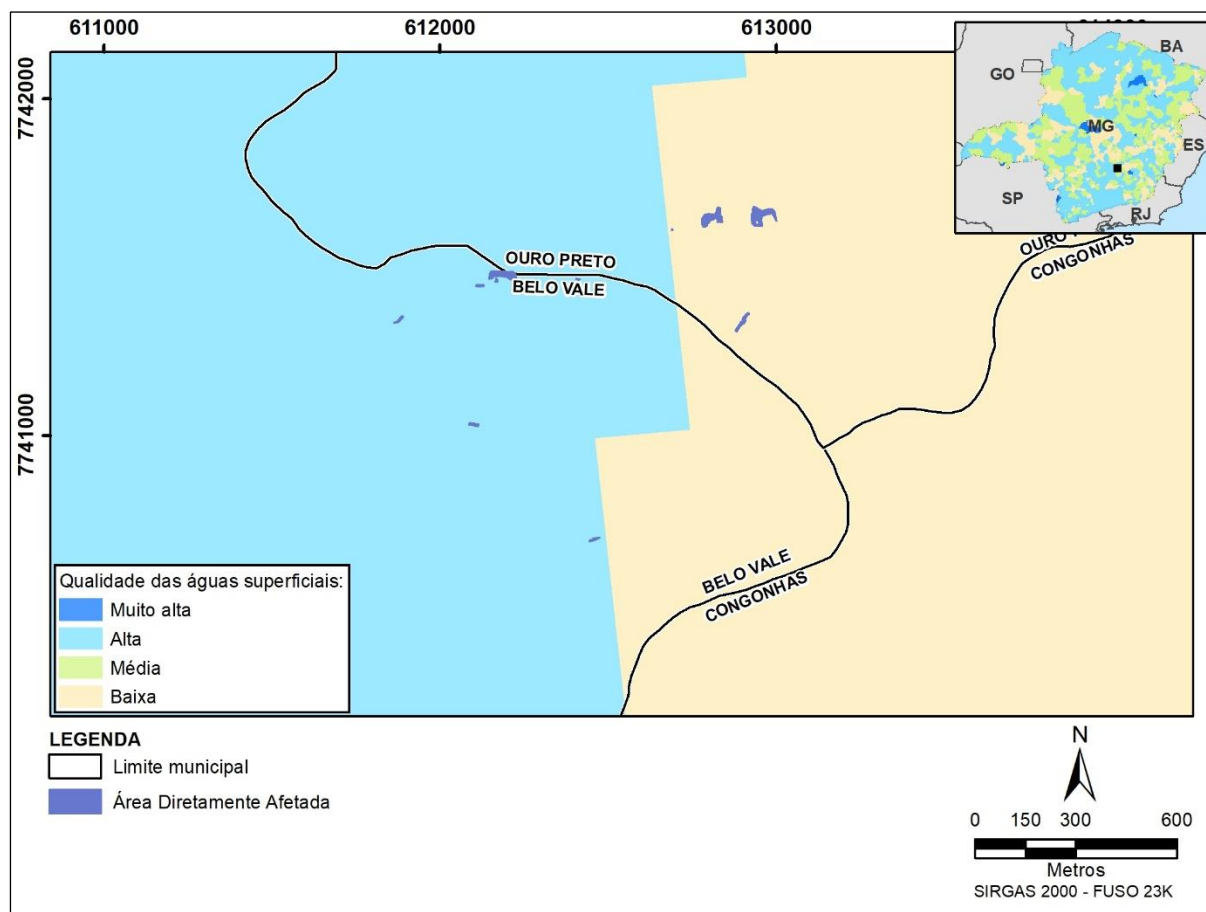 611000
612000
613000
7742000
7741000
BA
GO
MG
ES
SP
RJ
OURO PRETO
BELO VALE
CONGONHAS
BELO VALE
CONGONHAS
Qualidade das águas superficiais:
Muito alta
Alta
Média
Baixa
LEGENDA
Limite municipal
Área Diretamente Afetada
N
0 150 300 600
Metros
SIRGAS 2000 - FUSO 23K